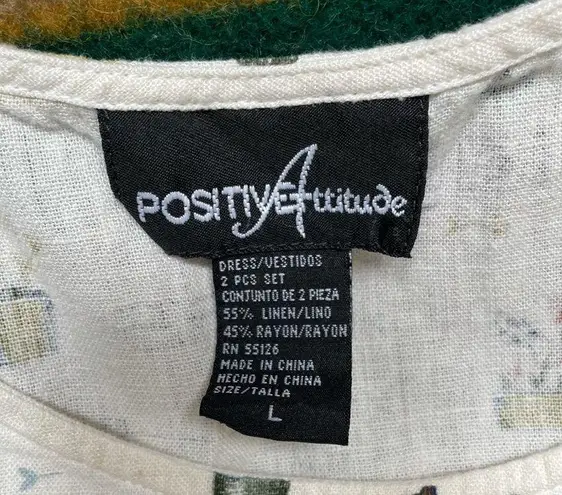 POSITIVE Attitude
DRESS/VESTIDOS
2 PCS SET
CONJUNTO DE 2 PIEZA
55% LINEN/LINO
45% RAYON/RAYON
RN 55126
MADE IN CHINA
HECHO EN CHINA
SIZE/TALLA
L